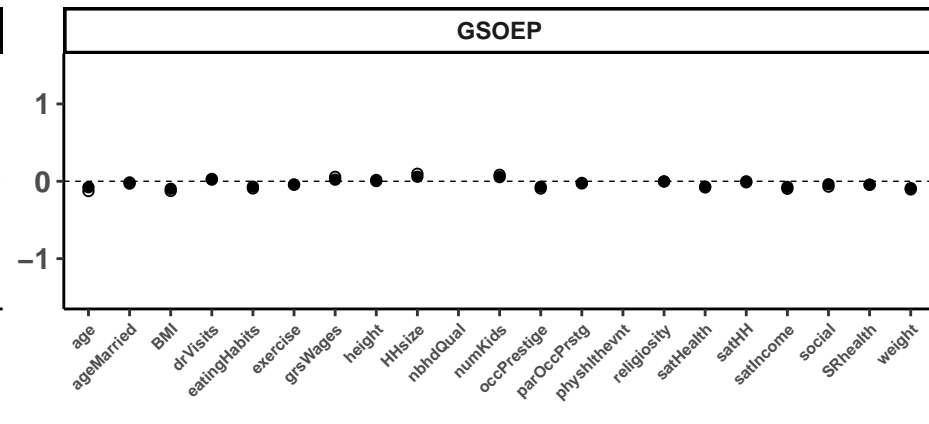 GSOEP
1
0
−1
age
ageMarried
BMI
drVisits
eatingHabits
exercise
grsWages
height
HHsize
nbhdQual
numKids
occPrestige
parOccPrstg
physhlthevnt
religiosity
satHealth
satHH
satIncome
social
SRhealth
weight